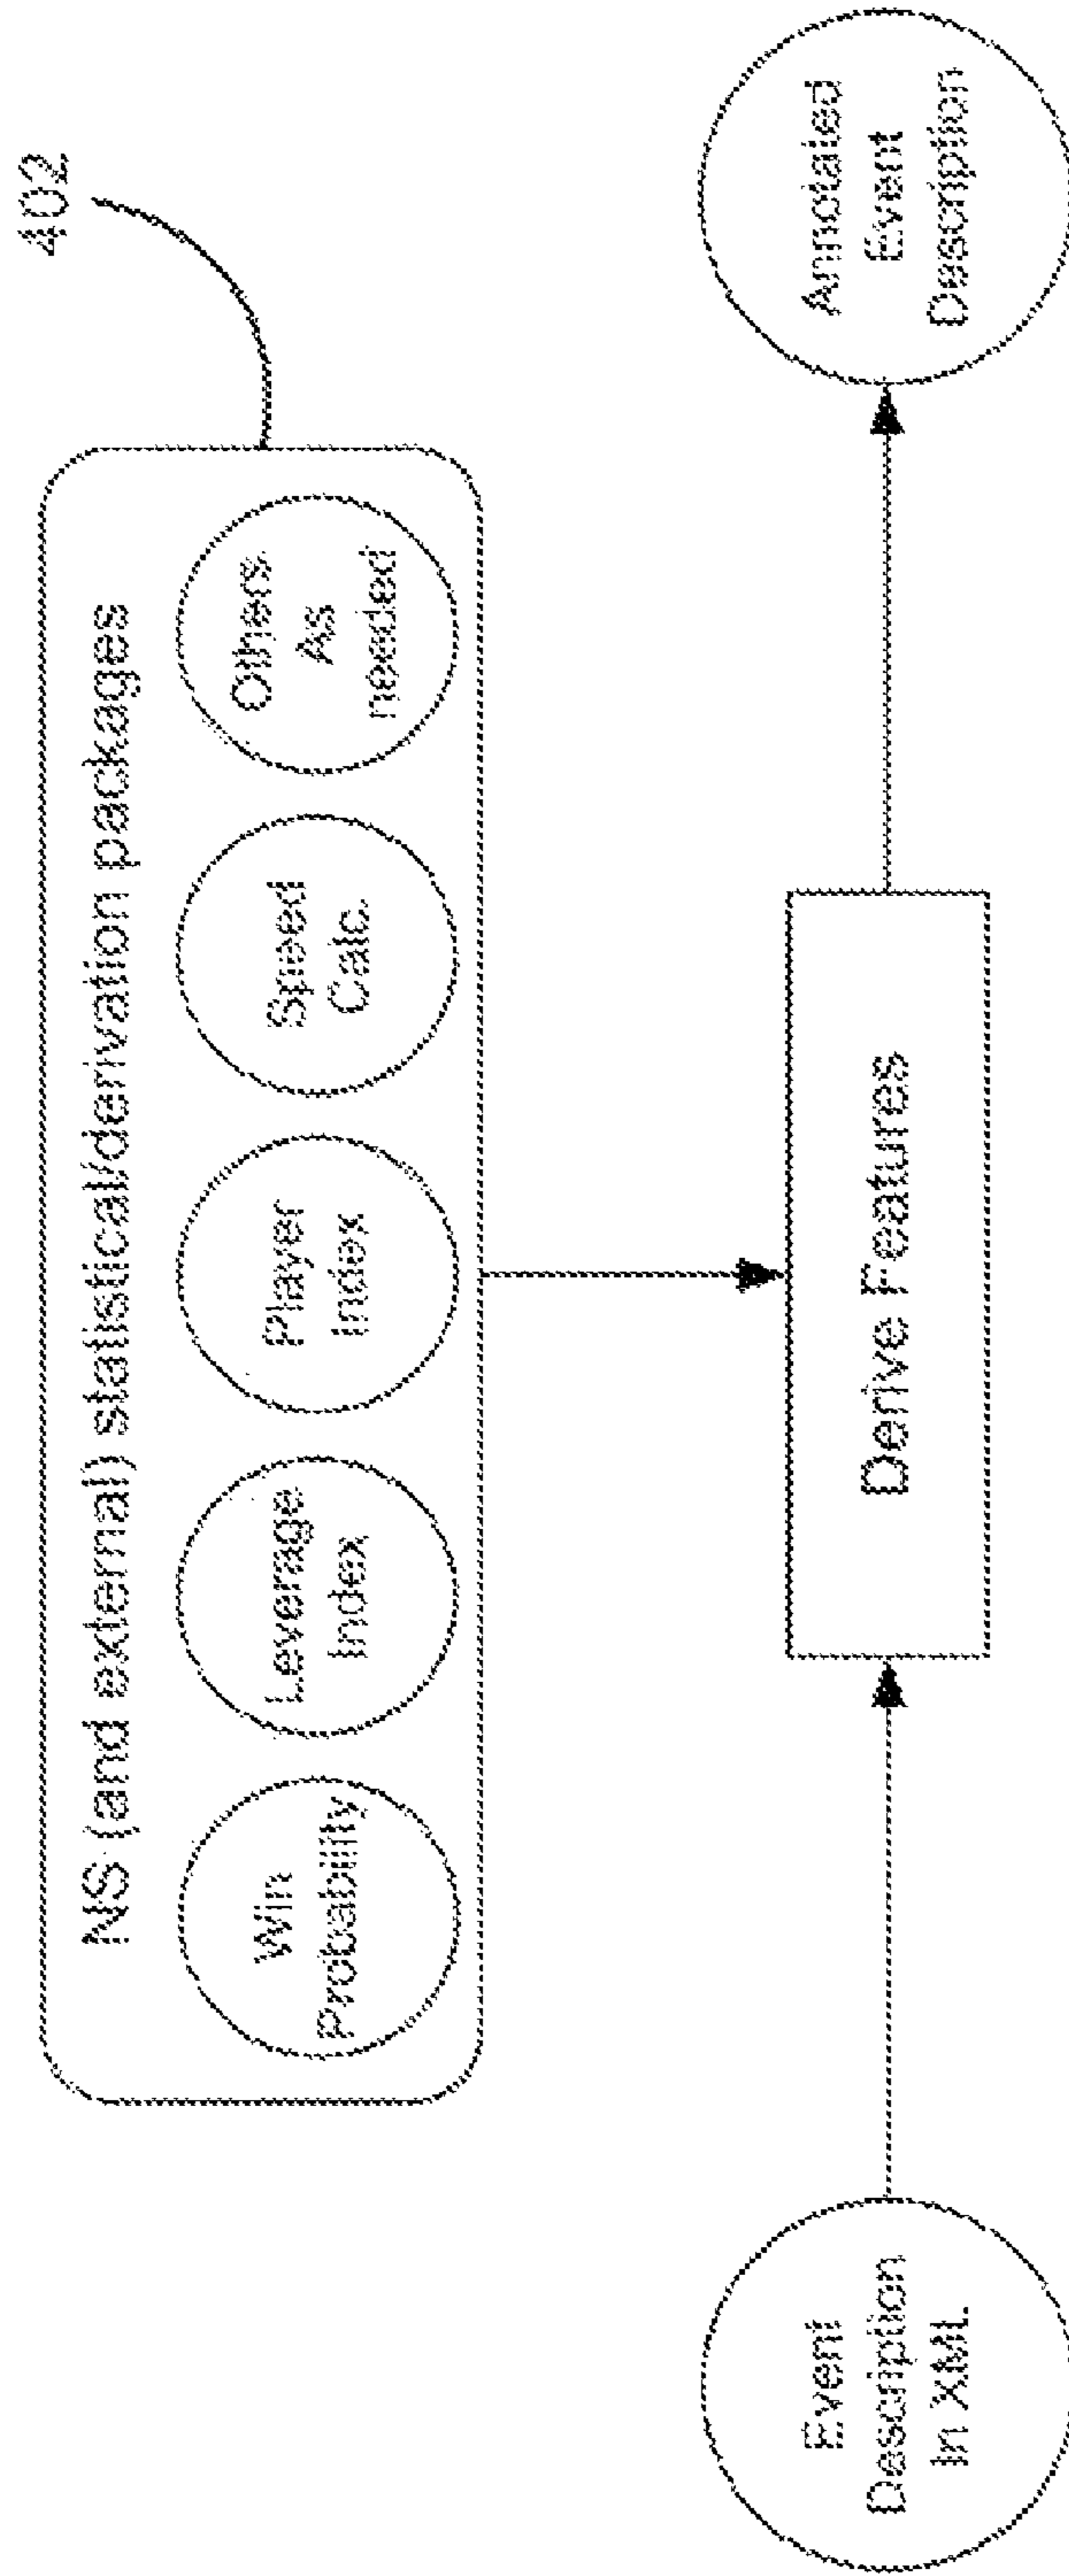 402
NS (and external) statistical/derivation packages
Win
Probability
Leverage
Index
Player
Index
Speed
Calc.
Others
As
needed
Event
Description
In XML
Derive Features
Annotated
Event
Description